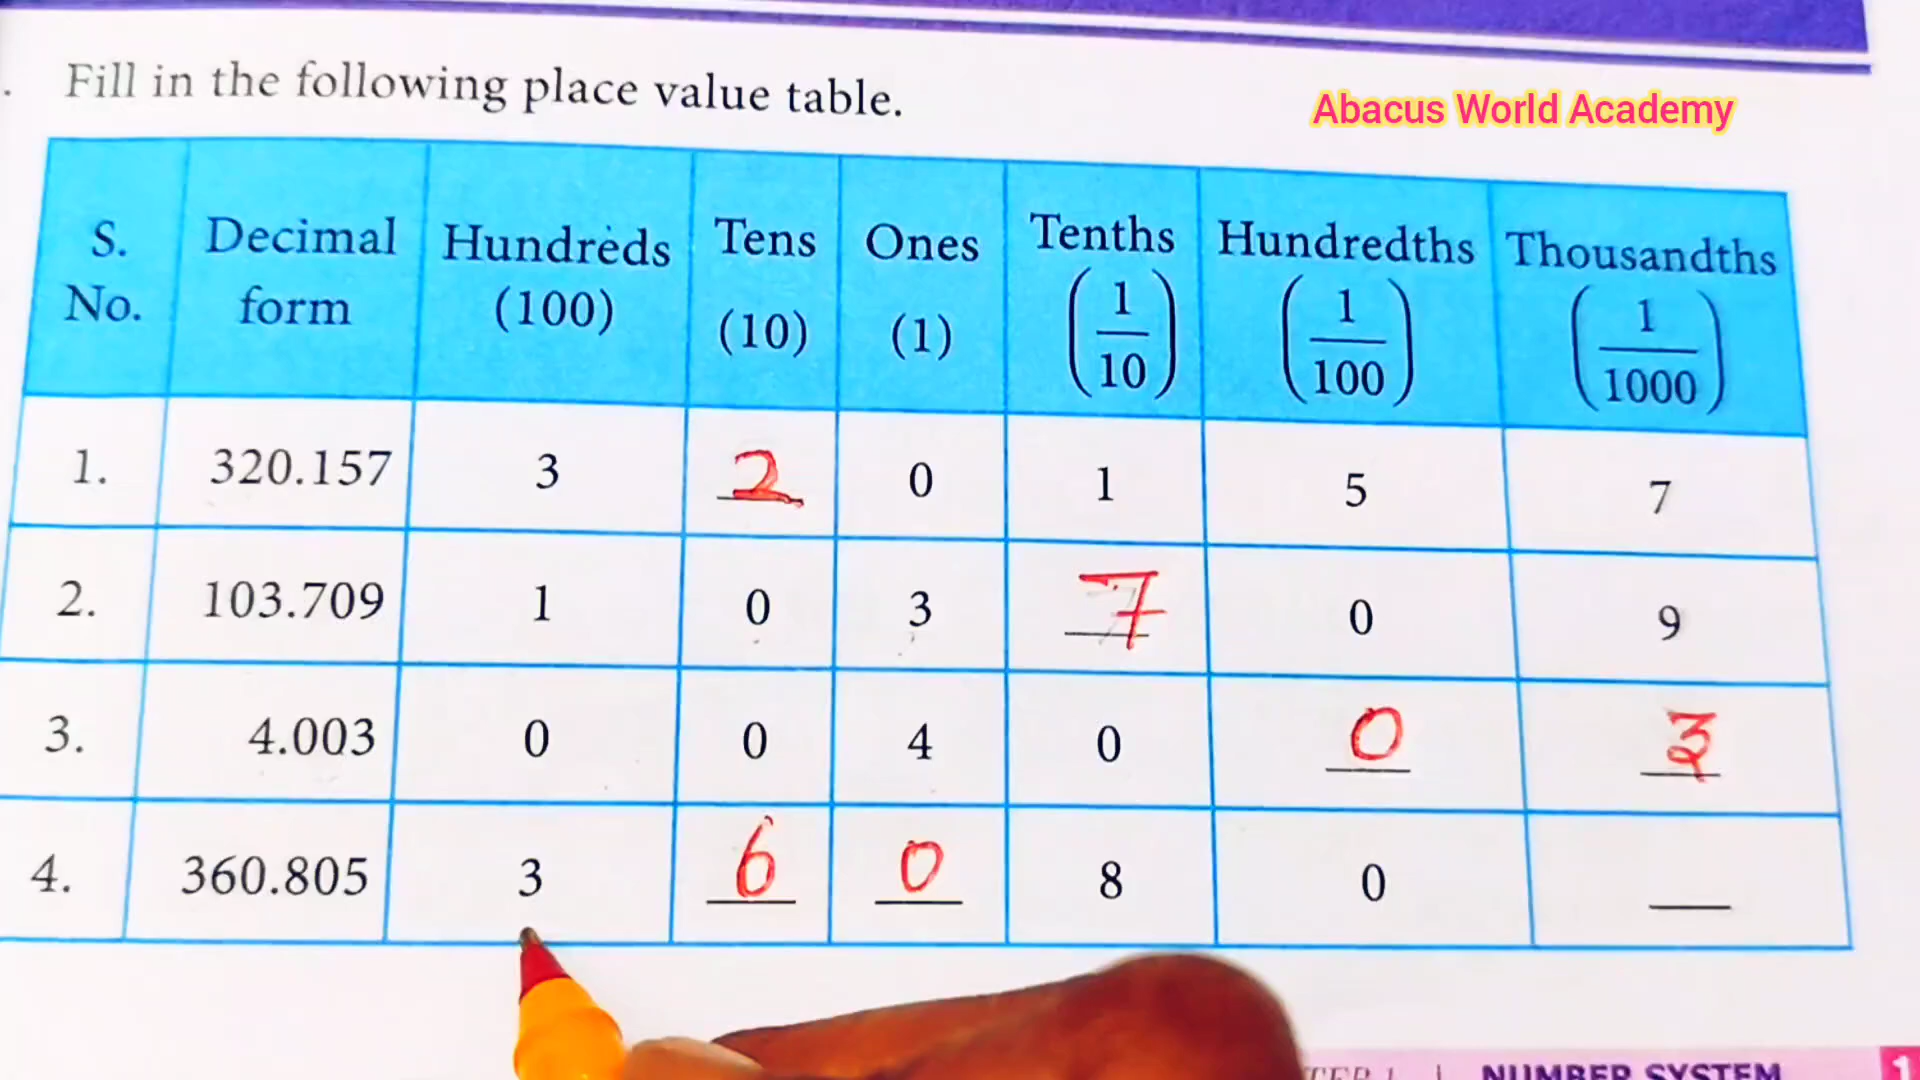 . Fill in the following place value table.
Abacus World Academy
S. No. Decimal form Hundreds (100) Tens (10) Ones (1) Tenths (1/10) Hundredths (1/100) Thousandths (1/1000)
1. 320.157 3 2 0 1 5 7
2. 103.709 1 0 3 7 0 9
3. 4.003 0 0 4 0 0 3
4. 360.805 3 6 0 8 0 __
1 | NUMBER SYSTEM 1